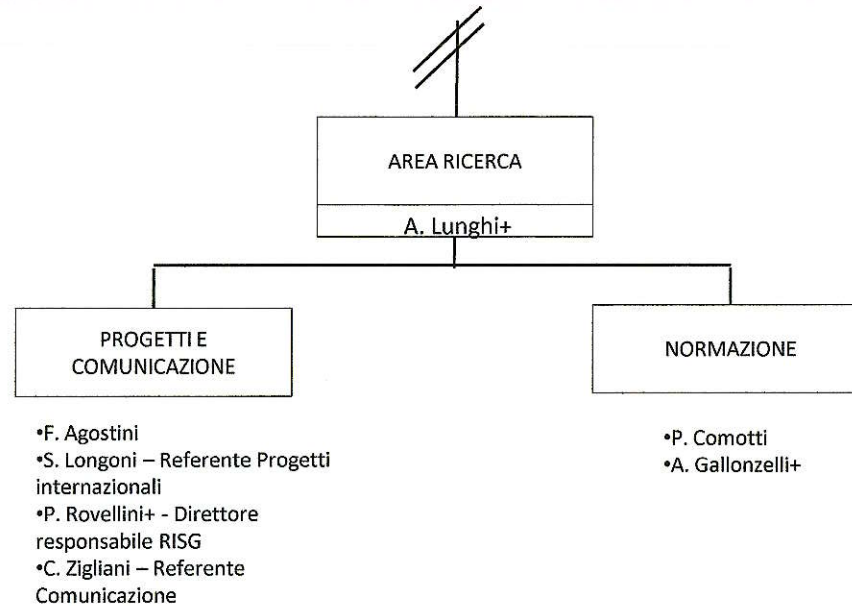 AREA RICERCA
A. Lunghi+
PROGETTI E
COMUNICAZIONE
NORMAZIONE
•F. Agostini
•S. Longoni – Referente Progetti
internazionali
•P. Rovellini+ - Direttore
responsabile RISG
•C. Zigliani – Referente
Comunicazione
•P. Comotti
•A. Gallonzelli+